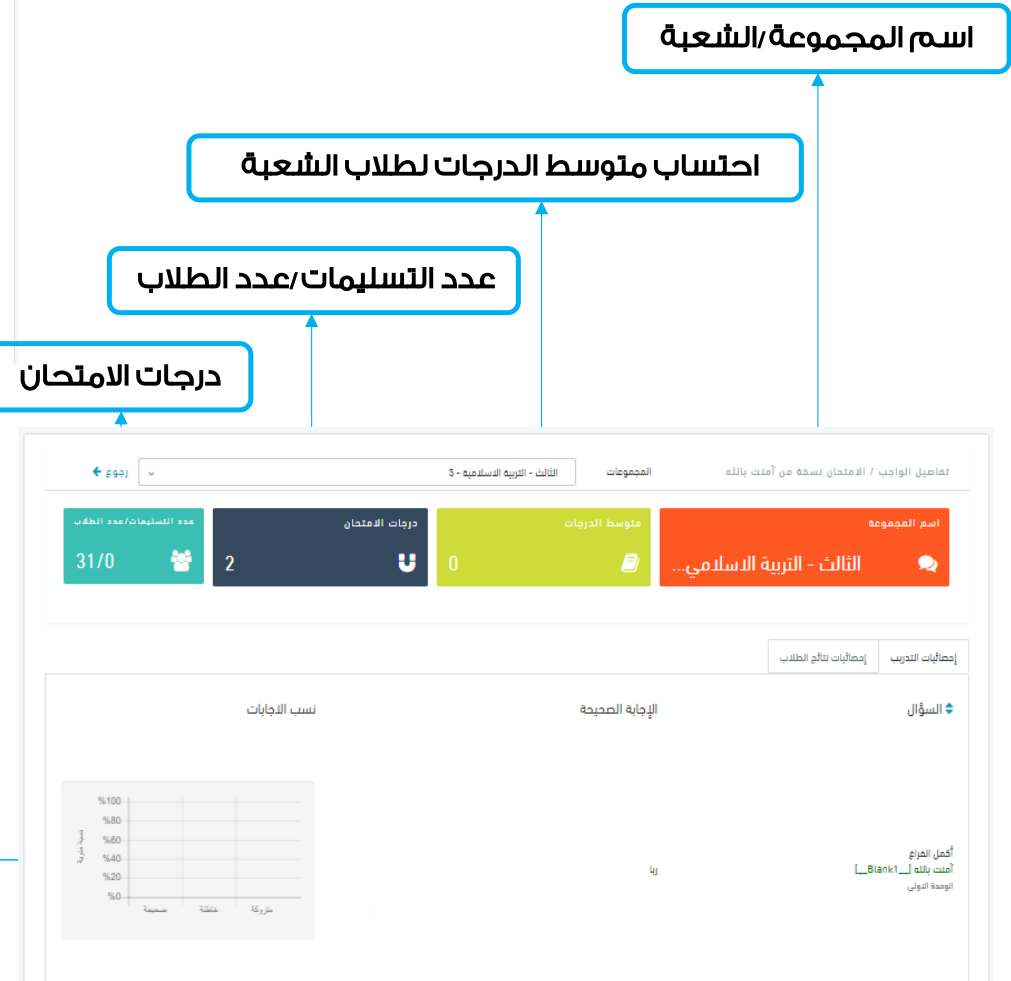 اسم المجموعة/الشعبة
احتساب متوسط الدرجات لطلاب الشعبة
عدد التسليمات/عدد الطلاب
درجات الامتحان
تفاصيل الواجب / الامتحان نسخة من آمنت بالله
المجموعات
الثالث - التربية الاسلامية - 3
رجوع
اسم المجموعة
الثالث - التربية الاسلامي...
متوسط الدرجات
0
درجات الامتحان
2
عدد التسليمات/عدد الطلاب
31/0
إحصائيات التدريب
إحصائيات نتائج الطلاب
السؤال
الإجابة الصحيحة
نسب الاجابات
أكمل الفراغ
آمنت بالله [__Blank1__]
الوحدة الاولى
ربا
نسبة مئوية
%100
%80
%60
%40
%20
%0
متروكة
خاطئة
صحيحة